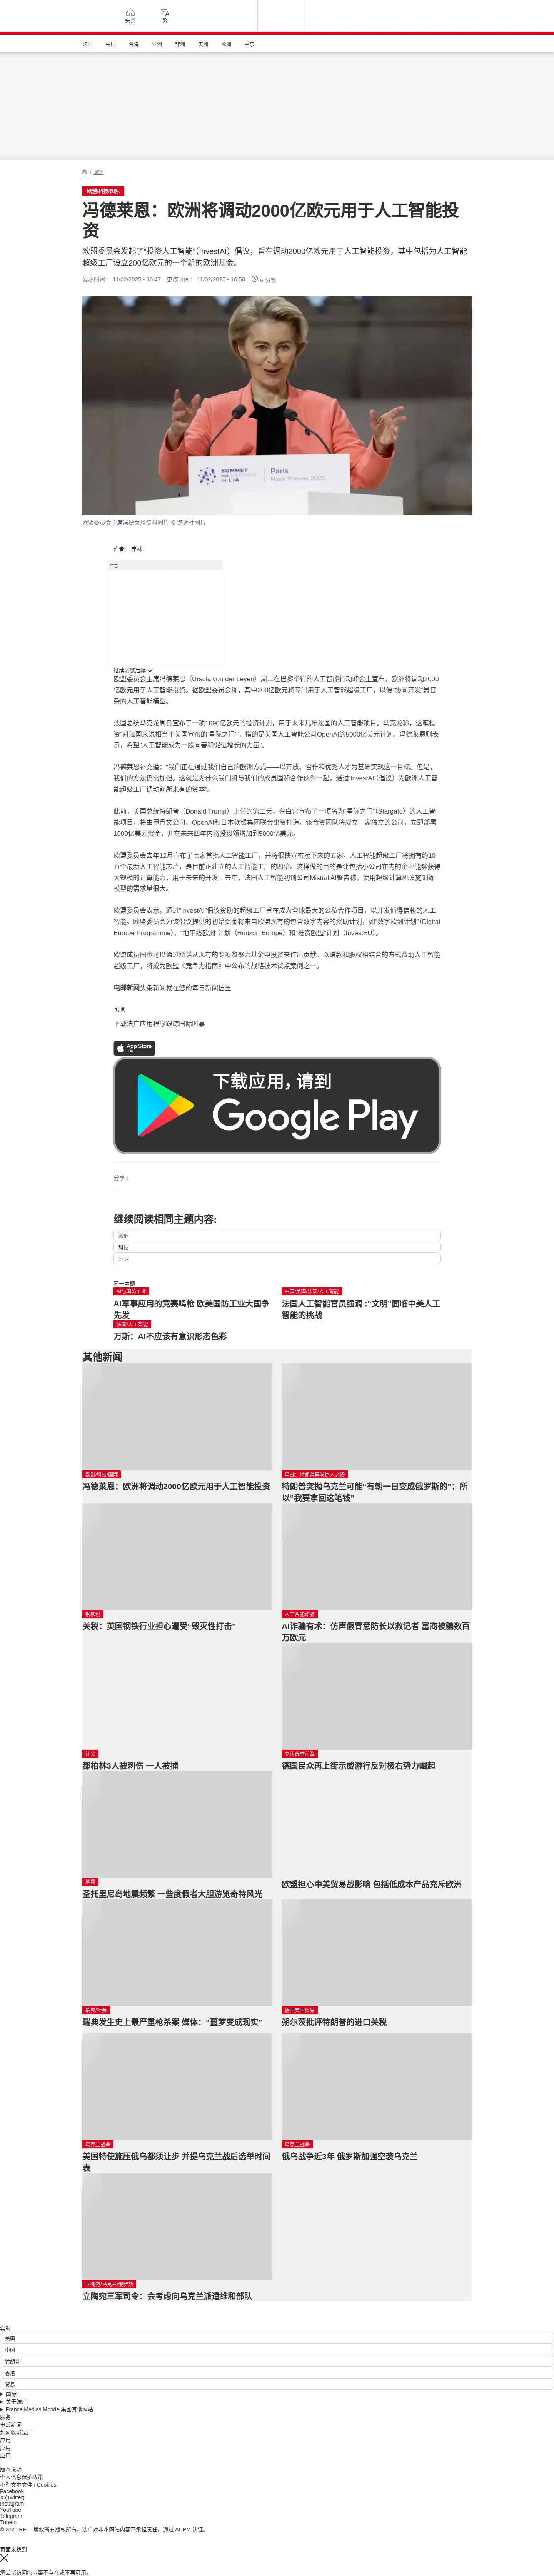 头条
繁
法国
中国
台海
亚洲
非洲
美洲
欧洲
中东
/ 欧洲
欧盟/科技/国际
冯德莱恩：欧洲将调动2000亿欧元用于人工智能投
资
欧盟委员会发起了“投资人工智能”（InvestAI）倡议，旨在调动2000亿欧元用于人工智能投资，其中包括为人工智能
超级工厂设立200亿欧元的一个新的欧洲基金。
发表时间： 11/02/2025 - 16:47 更改时间： 11/02/2025 - 16:50 6 分钟
SOMMET
L'IA
Paris
Mardi 11 février 2025
欧盟委员会主席冯德莱恩资料图片 © 路透社图片
作者： 弗林
广告
继续浏览后续
欧盟委员会主席冯德莱恩（Ursula von der Leyen）周二在巴黎举行的人工智能行动峰会上宣布，欧洲将调动2000
亿欧元用于人工智能投资。据欧盟委员会称，其中200亿欧元将专门用于人工智能超级工厂，以便“协同开发”最复
杂的人工智能模型。
法国总统马克龙周日宣布了一项1090亿欧元的投资计划，用于未来几年法国的人工智能项目。马克龙称，这笔投
资“对法国来说相当于美国宣布的‘星际之门’”，指的是美国人工智能公司OpenAI的5000亿美元计划。冯德莱恩则表
示，希望“人工智能成为一股向善和促进增长的力量”。
冯德莱恩补充道：“我们正在通过我们自己的欧洲方式——以开放、合作和优秀人才为基础实现这一目标。但是，
我们的方法仍需加强。这就是为什么我们将与我们的成员国和合作伙伴一起，通过‘InvestAI’（倡议）为欧洲人工智
能超级工厂调动前所未有的资本”。
此前，美国总统特朗普（Donald Trump）上任的第二天，在白宫宣布了一项名为“星际之门”（Stargate）的人工智
能项目，将由甲骨文公司、OpenAI和日本软银集团联合出资打造。该合资团队将成立一家独立的公司，立即部署
1000亿美元资金，并在未来四年内将投资额增加到5000亿美元。
欧盟委员会去年12月宣布了七家首批人工智能工厂，并将很快宣布接下来的五家。人工智能超级工厂将拥有约10
万个最新人工智能芯片，是目前正建立的人工智能工厂的四倍。这样做的目的是让包括小公司在内的企业能够获得
大规模的计算能力，用于未来的开发。去年，法国人工智能初创公司Mistral AI警告称，使用超级计算机设施训练
模型的需求量很大。
欧盟委员会表示，通过“InvestAI”倡议资助的超级工厂旨在成为全球最大的公私合作项目，以开发值得信赖的人工
智能。欧盟委员会为该倡议提供的初始资金将来自欧盟现有的包含数字内容的资助计划，如“数字欧洲计划”（Digital
Europe Programme）、“地平线欧洲”计划（Horizon Europe）和“投资欧盟”计划（InvestEU）。
欧盟成员国也可以通过承诺从现有的专项凝聚力基金中投资来作出贡献。以赠款和股权相结合的方式资助人工智能
超级工厂，将成为欧盟《竞争力指南》中公布的战略技术试点案例之一。
电邮新闻头条新闻就在您的每日新闻信里
订阅
下载法广应用程序跟踪国际时事
App Store
下载
下载应用，请到
Google Play
分享 :
继续阅读相同主题内容:
欧洲
科技
国际
同一主题
AI与国防工业
AI军事应用的竞赛鸣枪 欧美国防工业大国争
先发
中国/美国/法国/人工智能
法国人工智能官员强调 :“文明”面临中美人工
智能的挑战
法国/人工智能
万斯：AI不应该有意识形态色彩
其他新闻
欧盟/科技/国际
冯德莱恩：欧洲将调动2000亿欧元用于人工智能投资
乌战：特朗普再发惊人之语
特朗普突抛乌克兰可能“有朝一日变成俄罗斯的”：所
以“我要拿回这笔钱”
钢铁税
关税：英国钢铁行业担心遭受“毁灭性打击”
人工智能诈骗
AI诈骗有术：仿声假冒意防长以救记者 富商被骗数百
万欧元
社会
都柏林3人被刺伤 一人被捕
立法选举前夕
德国民众再上街示威游行反对极右势力崛起
地震
圣托里尼岛地震频繁 一些度假者大胆游览奇特风光
欧盟担心中美贸易战影响 包括低成本产品充斥欧洲
瑞典/社会
瑞典发生史上最严重枪杀案 媒体：“噩梦变成现实”
德国美国贸易
朔尔茨批评特朗普的进口关税
乌克兰战争
美国特使施压俄乌都须让步 并提乌克兰战后选举时间
表
乌克兰战争
俄乌战争近3年 俄罗斯加强空袭乌克兰
立陶宛/乌克兰/俄罗斯
立陶宛三军司令：会考虑向乌克兰派遣维和部队
实时
美国
中国
特朗普
香港
贸易
国际
关于法广
France Médias Monde 集团其他网站
服务
电邮新闻
如何收听法广
应用
应用
应用
版本说明
个人信息保护政策
小型文本文件 / Cookies
Facebook
X (Twitter)
Instagram
YouTube
Telegram
TuneIn
© 2025 RFI – 版权所有版权所有。法广对非本网站内容不承担责任。通过 ACPM 认证。
页面未找到
您尝试访问的内容不存在或不再可用。